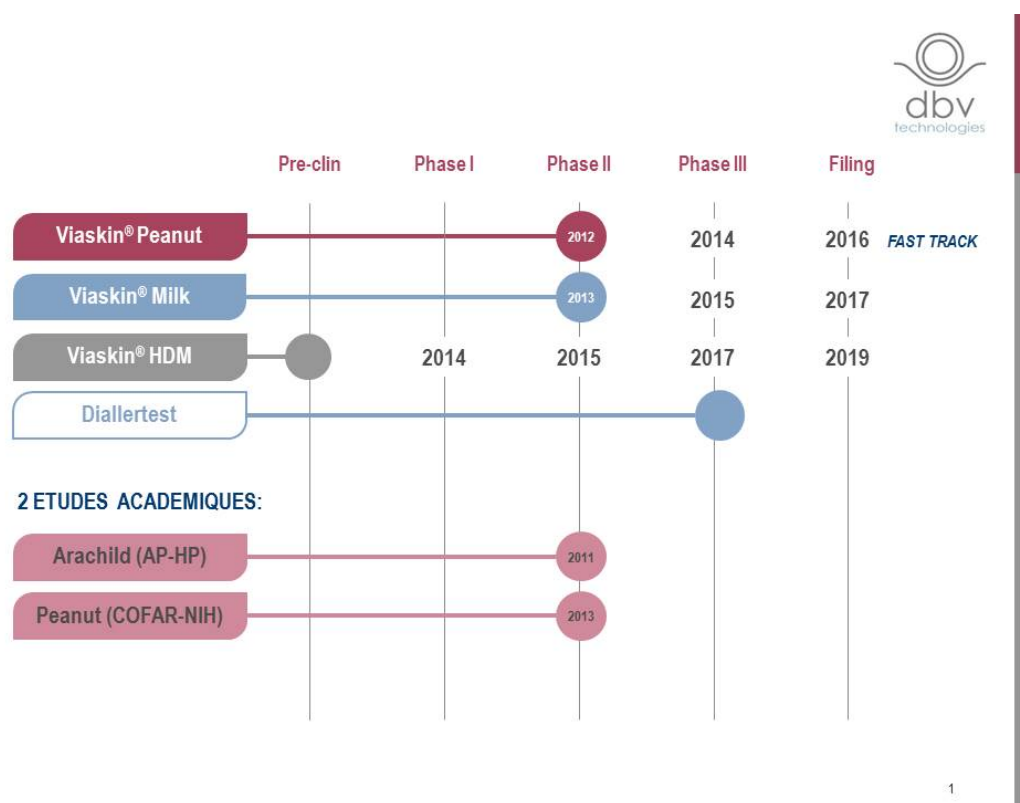 dbv
technologies
Pre-clin Phase I Phase II Phase III Filing
Viaskin® Peanut 2012 2014 2016 FAST TRACK
Viaskin® Milk 2013 2015 2017
Viaskin® HDM 2014 2015 2017 2019
Diallertest
2 ETUDES ACADEMIQUES:
Arachild (AP-HP) 2011
Peanut (COFAR-NIH) 2013
1